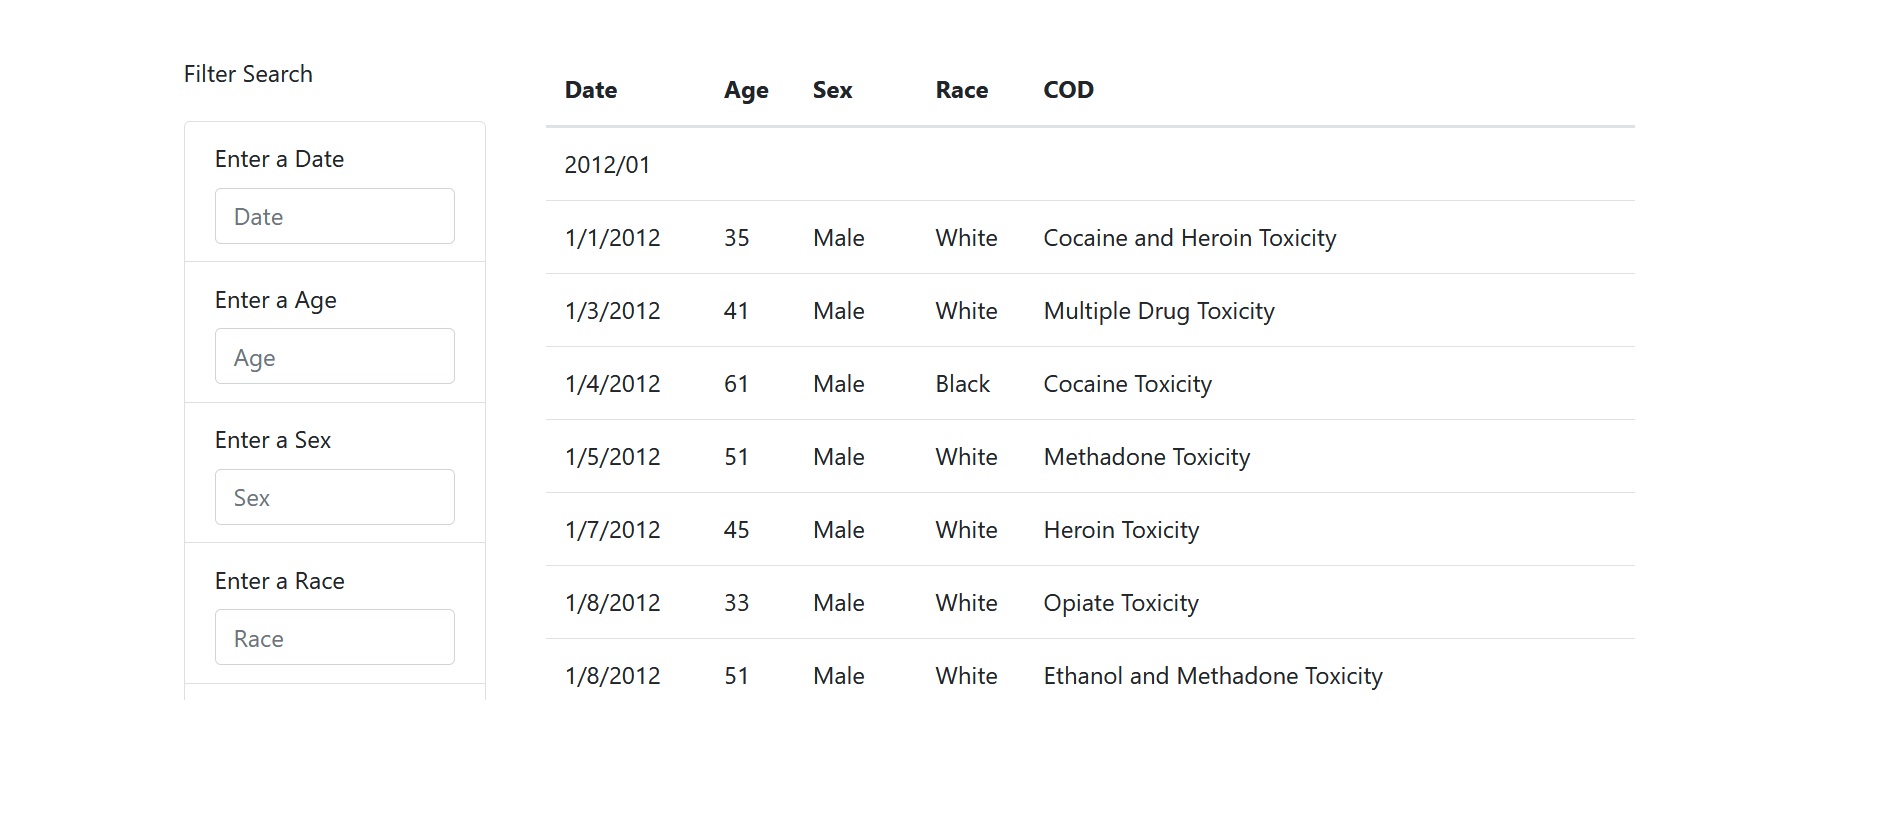 Filter Search
Enter a Date
Date
Enter a Age
Age
Enter a Sex
Sex
Enter a Race
Race
Date Age Sex Race COD
2012/01
1/1/2012 35 Male White Cocaine and Heroin Toxicity
1/3/2012 41 Male White Multiple Drug Toxicity
1/4/2012 61 Male Black Cocaine Toxicity
1/5/2012 51 Male White Methadone Toxicity
1/7/2012 45 Male White Heroin Toxicity
1/8/2012 33 Male White Opiate Toxicity
1/8/2012 51 Male White Ethanol and Methadone Toxicity